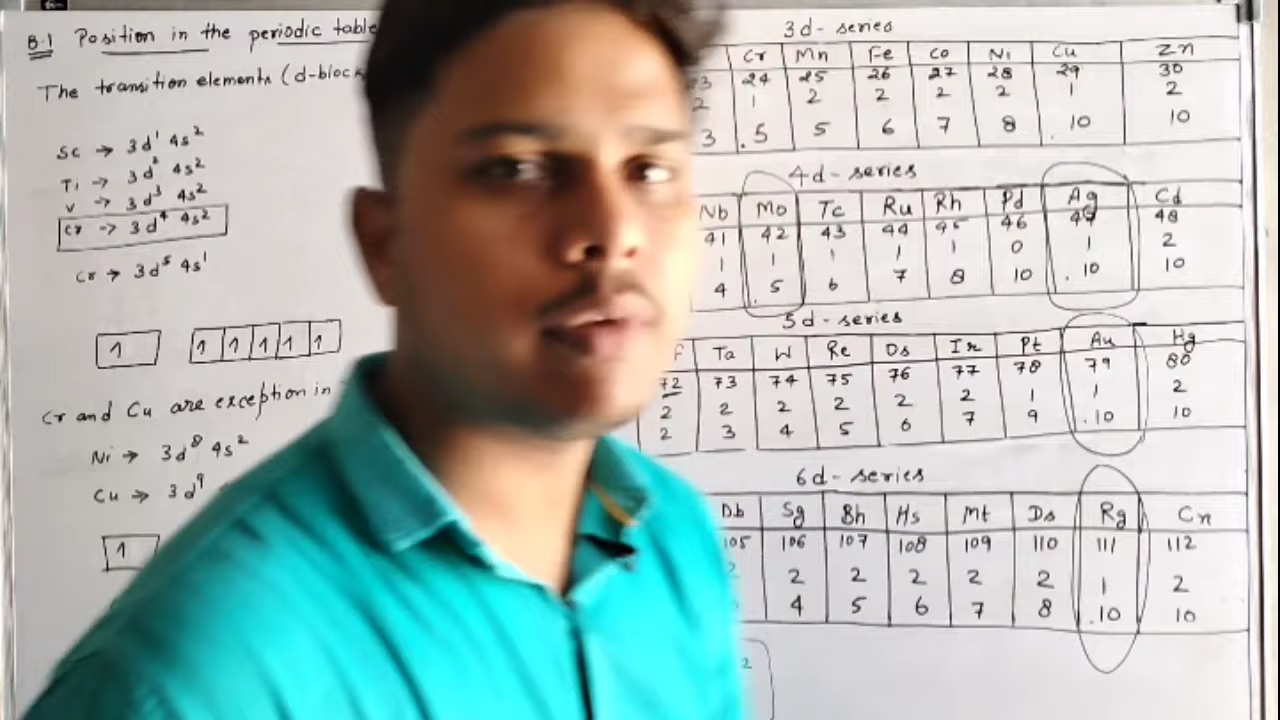 B.1 Position in the periodic table
The transition elements (d-block
Sc → 3d¹ 4s²
Ti → 3d² 4s²
V → 3d³ 4s²
Cr → 3d⁴ 4s²
Cr → 3d⁵ 4s¹
1 1 1 1 1 1
Cr and Cu are exception in
Ni → 3d⁸ 4s²
Cu → 3d⁹
1
3d-series
Cr Mn Fe Co Ni Cu Zn
3 24 25 26 27 28 29 30
2 1 2 2 2 2 1 2
3 .5 5 6 7 8 .10 10
4d-series
Nb Mo Tc Ru Rh Pd Ag Cd
41 42 43 44 45 46 47 48
1 1 1 1 1 0 1 2
4 .5 6 7 8 10 .10 10
5d-series
f Ta W Re Os Ir Pt Au Hg
72 73 74 75 76 77 78 79 80
2 2 2 2 2 2 1 1 2
2 3 4 5 6 7 9 .10 10
6d-series
Db Sg Bh Hs Mt Ds Rg Cn
105 106 107 108 109 110 111 112
2 2 2 2 2 1 2
4 5 6 7 8 .10 10
2